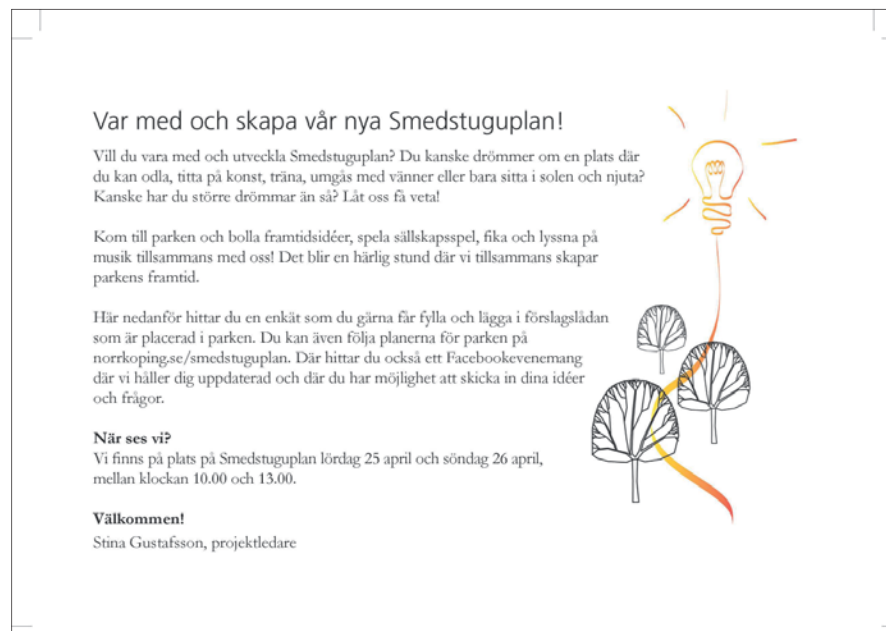 Var med och skapa vår nya Smedstuguplan!
Vill du vara med och utveckla Smedstuguplan? Du kanske drömmer om en plats där
du kan odla, titta på konst, träna, umgås med vänner eller bara sitta i solen och njuta?
Kanske har du större drömmar än så? Låt oss få veta!
Kom till parken och bolla framtidsidéer, spela sällskapsspel, fika och lyssna på
musik tillsammans med oss! Det blir en härlig stund där vi tillsammans skapar
parkens framtid.
Här nedanför hittar du en enkät som du gärna får fylla och lägga i förslagslådan
som är placerad i parken. Du kan även följa planerna för parken på
norrkoping.se/smedstuguplan. Där hittar du också ett Facebookevenemang
där vi håller dig uppdaterad och där du har möjlighet att skicka in dina idéer
och frågor.
När ses vi?
Vi finns på plats på Smedstuguplan lördag 25 april och söndag 26 april,
mellan klockan 10.00 och 13.00.
Välkommen!
Stina Gustafsson, projektledare